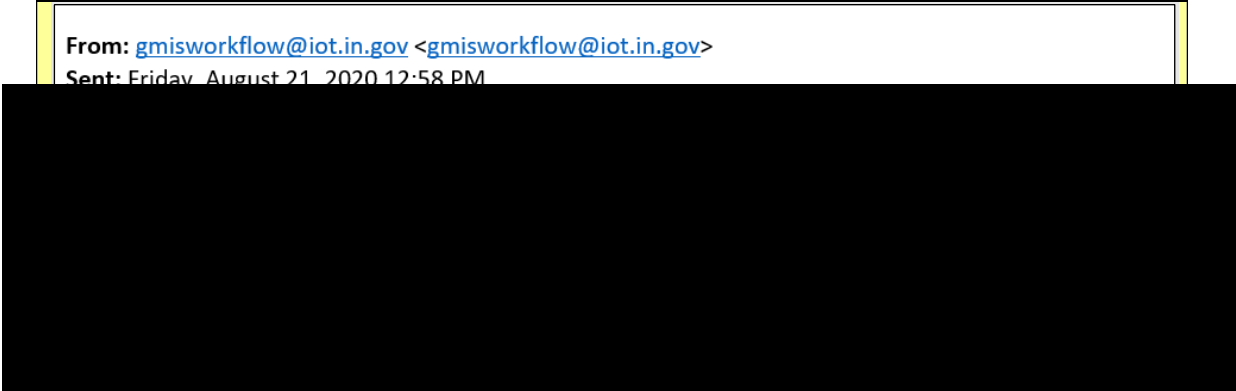 From: gmisworkflow@iot.in.gov <gmisworkflow@iot.in.gov>
Sent: Friday, August 21, 2020 12:58 PM